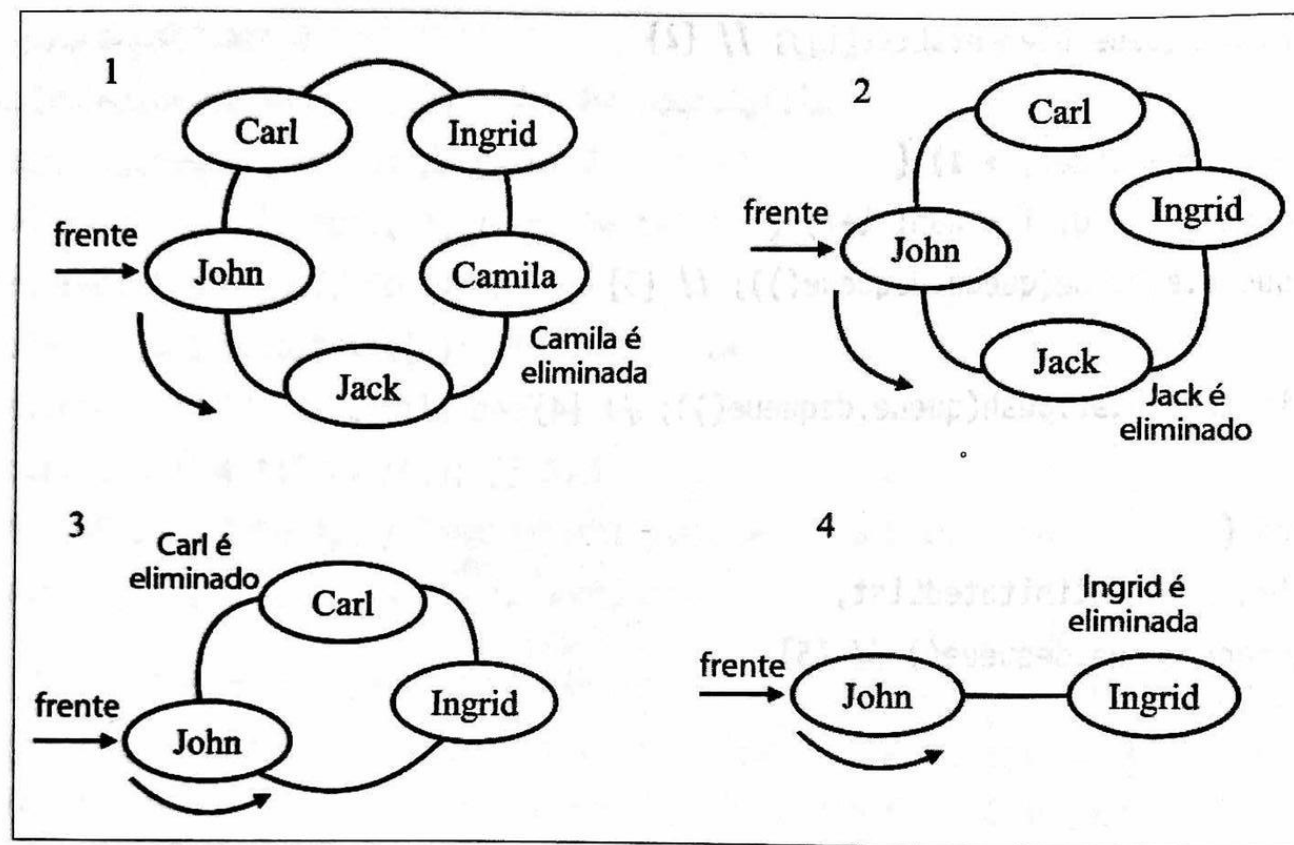 1
Carl
Ingrid
frente
John
Camila
Camila é
eliminada
Jack
2
Carl
Ingrid
frente
John
Jack
Jack é
eliminado
3
Carl é
eliminado
Carl
Ingrid
frente
John
4
Ingrid é
eliminada
frente
John
Ingrid